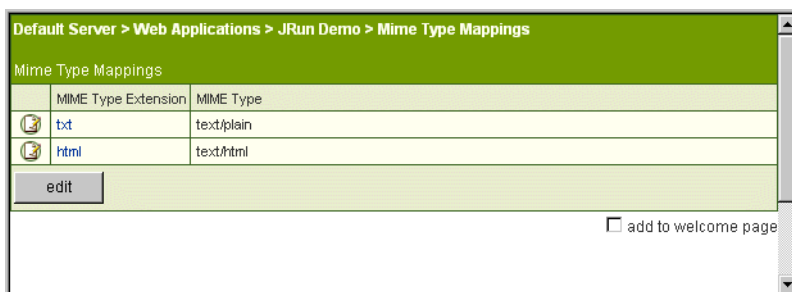 Default Server > Web Applications > JRun Demo > Mime Type Mappings
Mime Type Mappings
MIME Type Extension MIME Type
txt text/plain
html text/html
edit
add to welcome page